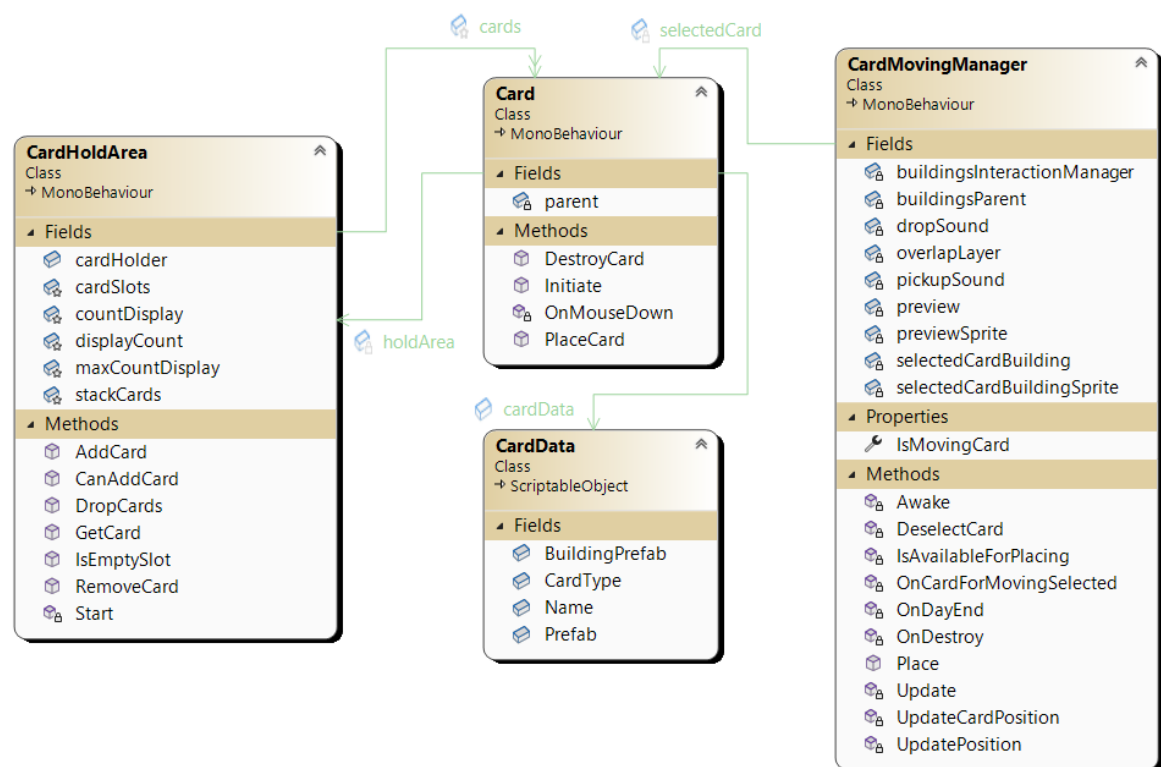 cards
selectedCard
CardHoldArea
Class
MonoBehaviour
Fields
cardHolder
cardSlots
countDisplay
displayCount
maxCountDisplay
stackCards
Methods
AddCard
CanAddCard
DropCards
GetCard
IsEmptySlot
RemoveCard
Start
Card
Class
MonoBehaviour
Fields
parent
Methods
DestroyCard
Initiate
OnMouseDown
PlaceCard
holdArea
cardData
CardData
Class
ScriptableObject
Fields
BuildingPrefab
CardType
Name
Prefab
CardMovingManager
Class
MonoBehaviour
Fields
buildingsInteractionManager
buildingsParent
dropSound
overlapLayer
pickupSound
preview
previewSprite
selectedCardBuilding
selectedCardBuildingSprite
Properties
IsMovingCard
Methods
Awake
DeselectCard
IsAvailableForPlacing
OnCardForMovingSelected
OnDayEnd
OnDestroy
Place
Update
UpdateCardPosition
UpdatePosition